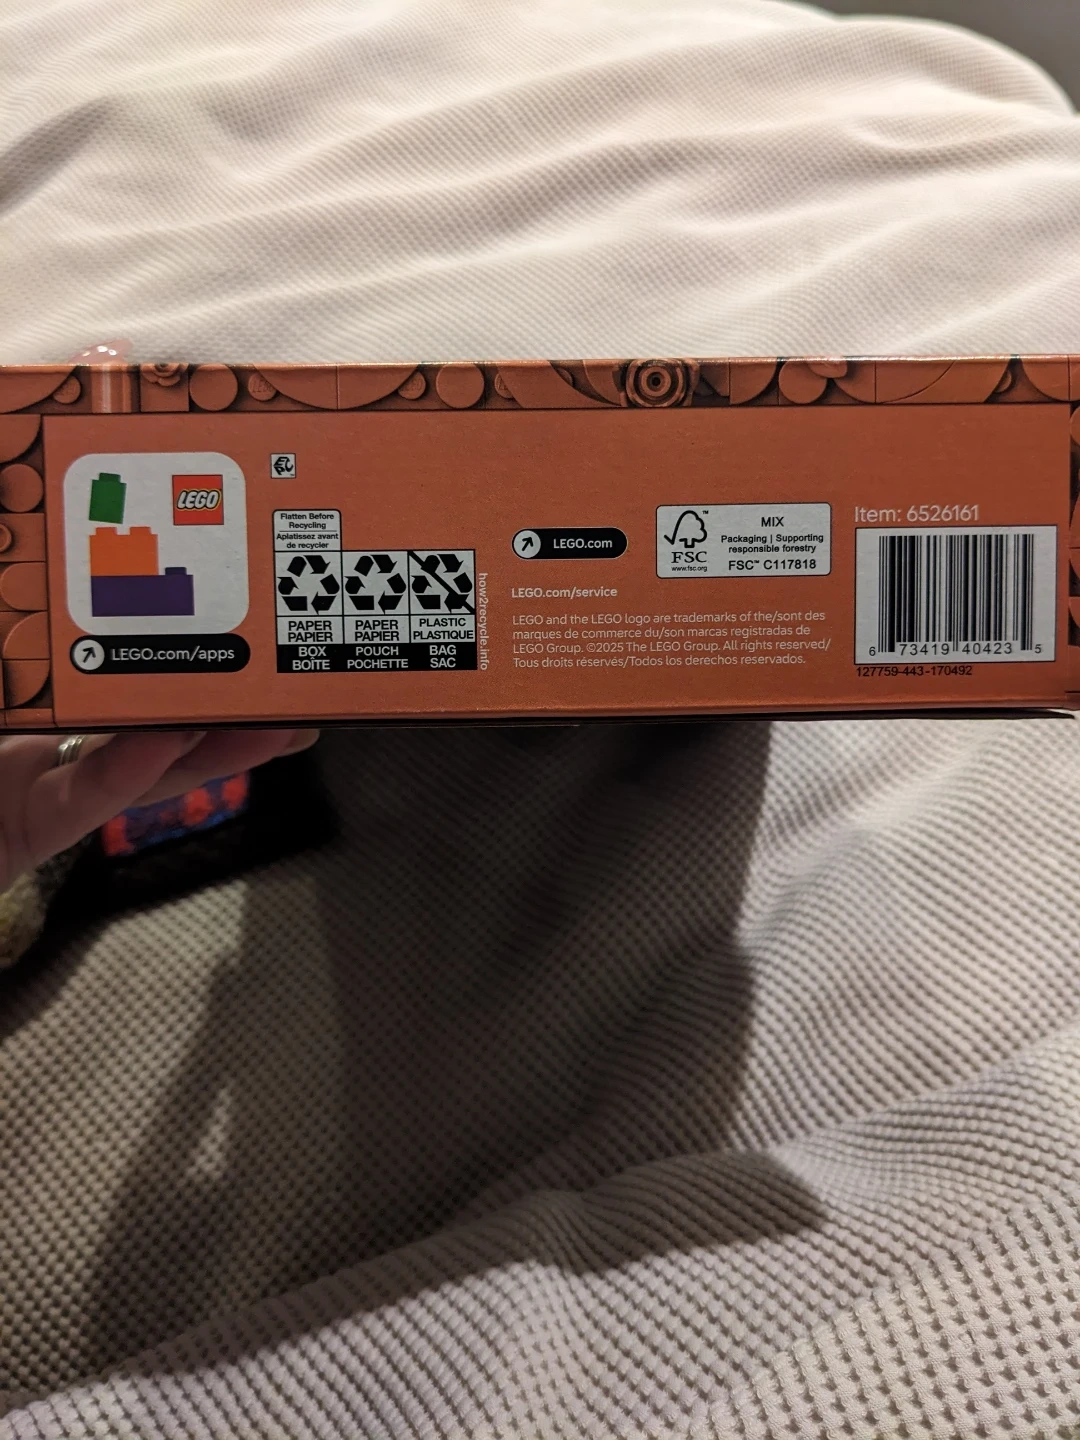 LEGO
LEGO.com/apps
Flatten Before
Recycling
Aplatissez avant
de recycler
PAPER
PAPIER
BOX
BOÎTE
PAPER
PAPIER
POUCH
POCHETTE
PLASTIC
PLASTIQUE
BAG
SAC
how2recycle.info
LEGO.com
LEGO.com/service
LEGO and the LEGO logo are trademarks of the/sont des
marques de commerce du/son marcas registradas de
LEGO Group. ©2025 The LEGO Group. All rights reserved/
Tous droits réservés/Todos los derechos reservados.
FSC
www.fsc.org
MIX
Packaging | Supporting
responsible forestry
FSC™ C117818
Item: 6526161
6 73419 40423 5
127759-443-170492